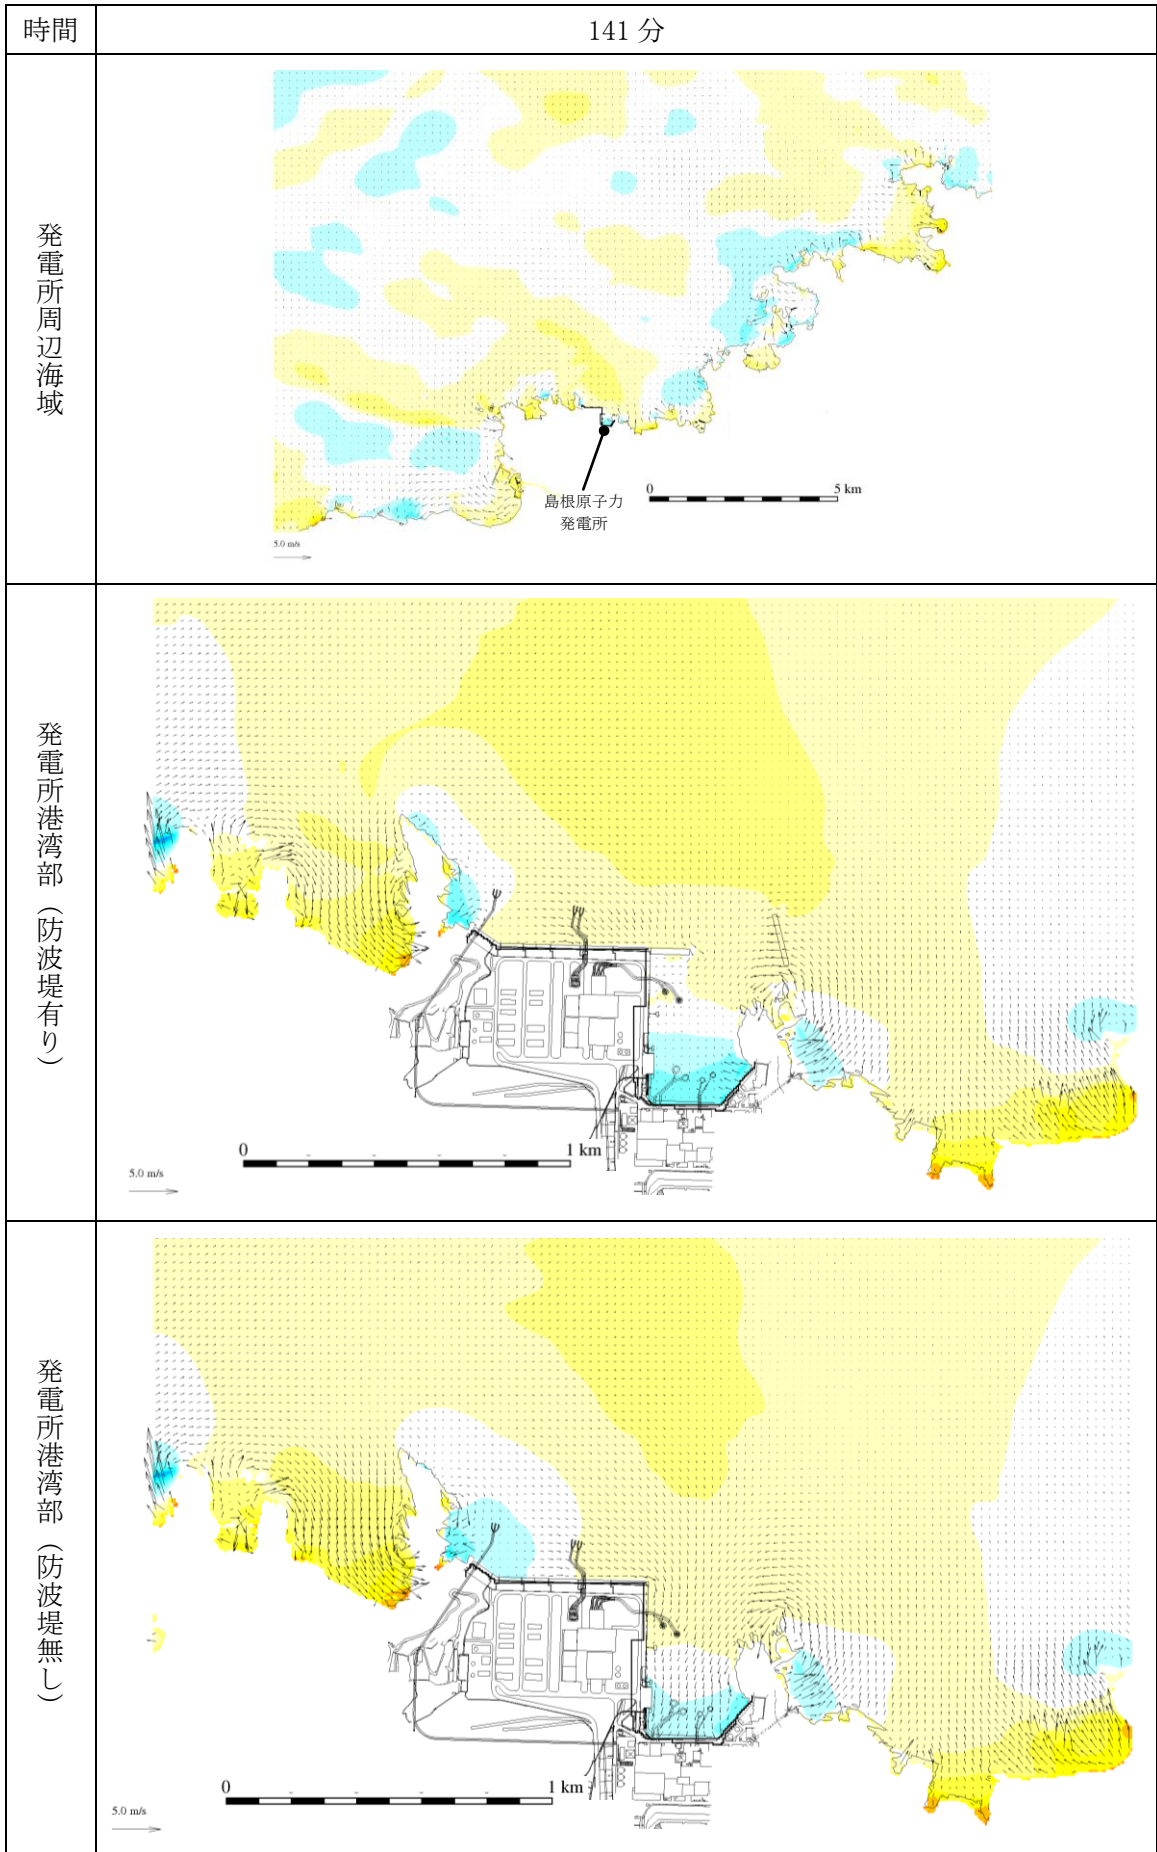 時間
141 分
発電所周辺海域
島根原子力
発電所
0
5 km
5.0 m/s
発電所港湾部（防波堤有り）
0
1 km
5.0 m/s
発電所港湾部（防波堤無し）
0
1 km
5.0 m/s